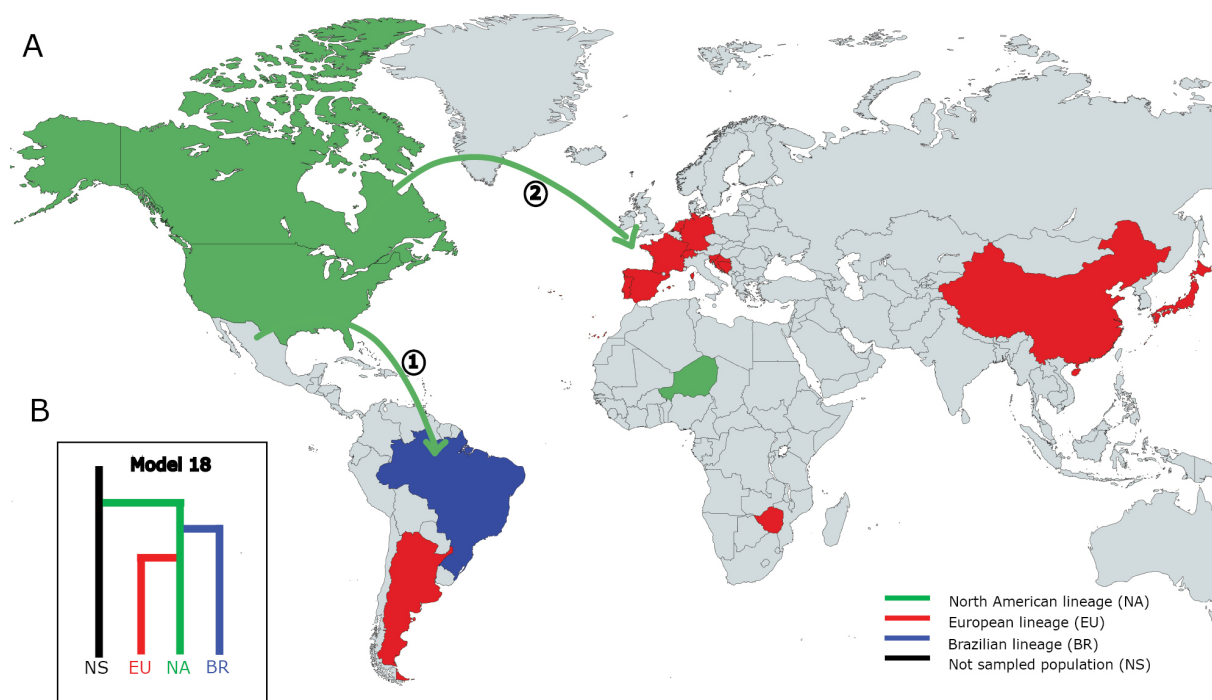 A
②
①
B
Model 18
NS EU NA BR
North American lineage (NA)
European lineage (EU)
Brazilian lineage (BR)
Not sampled population (NS)